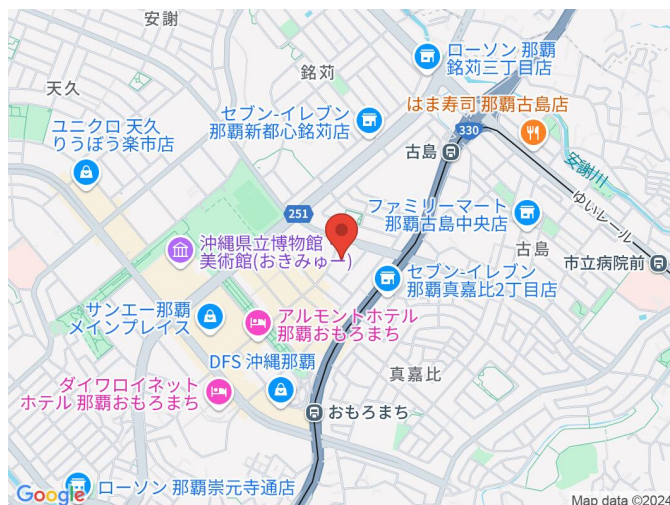 安謝
ローソン 那覇
銘苅三丁目店
銘苅
天久
セブン-イレブン
那覇新都心銘苅店
はま寿司 那覇古島店
ユニクロ 天久
りうぼう楽市店
330
古島
安謝川
ゆいレール
251
ファミリーマート
那覇古島中央店
沖縄県立博物館・
美術館(おきみゅー)
古島
市立病院前
セブン-イレブン
那覇真嘉比2丁目店
サンエー那覇
メインプレイス
アルモントホテル
那覇おもろまち
DFS 沖縄那覇
真嘉比
ダイワロイネット
ホテル 那覇おもろまち
おもろまち
Google
ローソン 那覇崇元寺通店
Map data ©2024